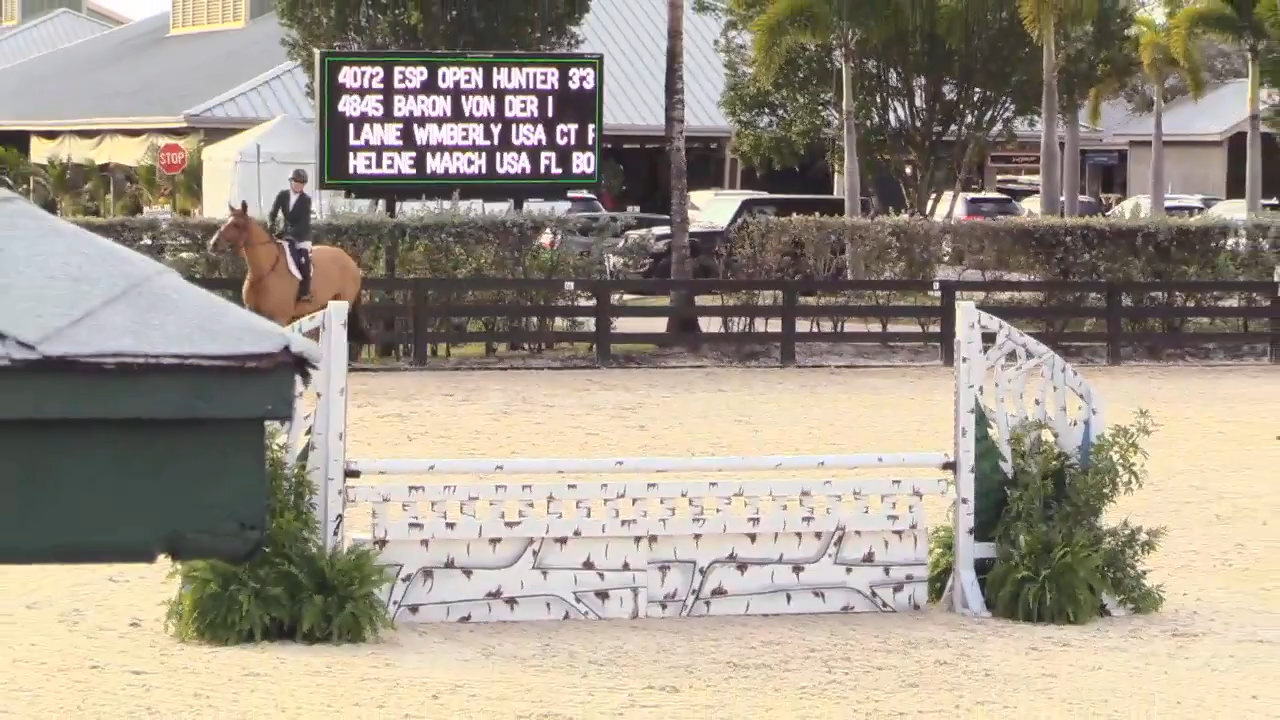 4072 ESP OPEN HUNTER 3'3
4845 BARON VON DER I
LAINIE WIMBERLY USA CT
HELENE MARCH USA FL BO
STOP